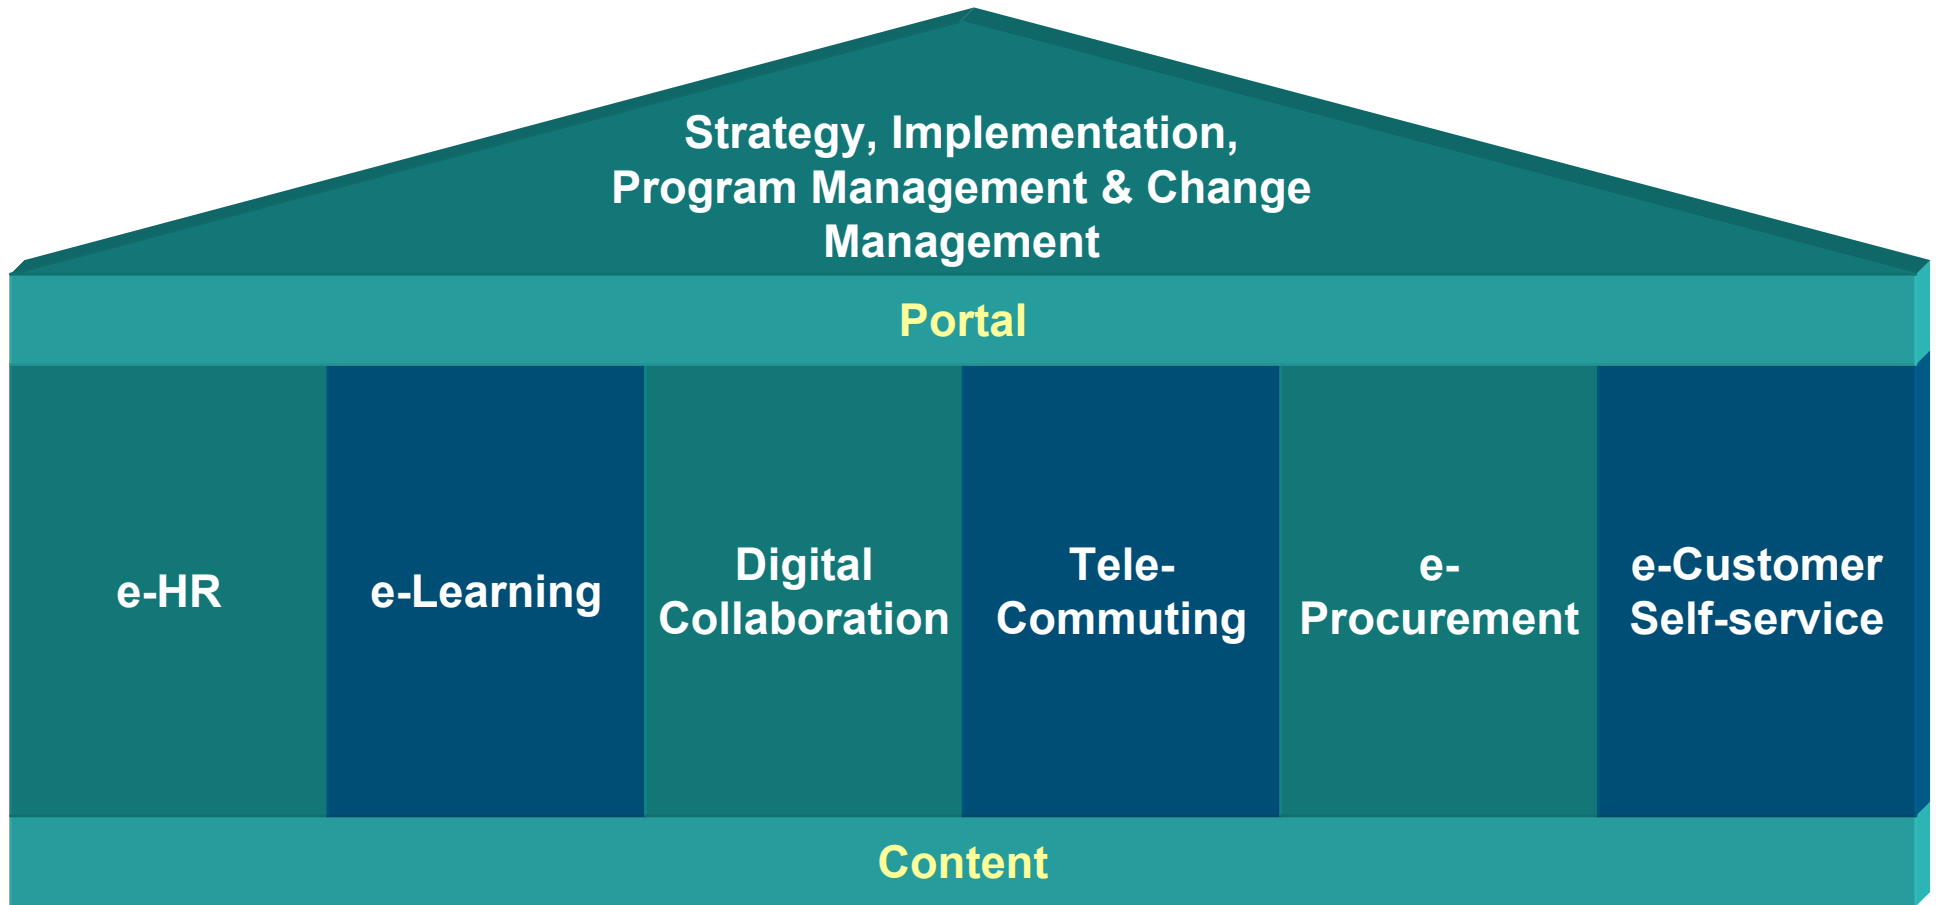 Strategy, Implementation,
Program Management & Change
Management
Portal
e-HR
e-Learning
Digital
Collaboration
Tele-
Commuting
e-
Procurement
e-Customer
Self-service
Content